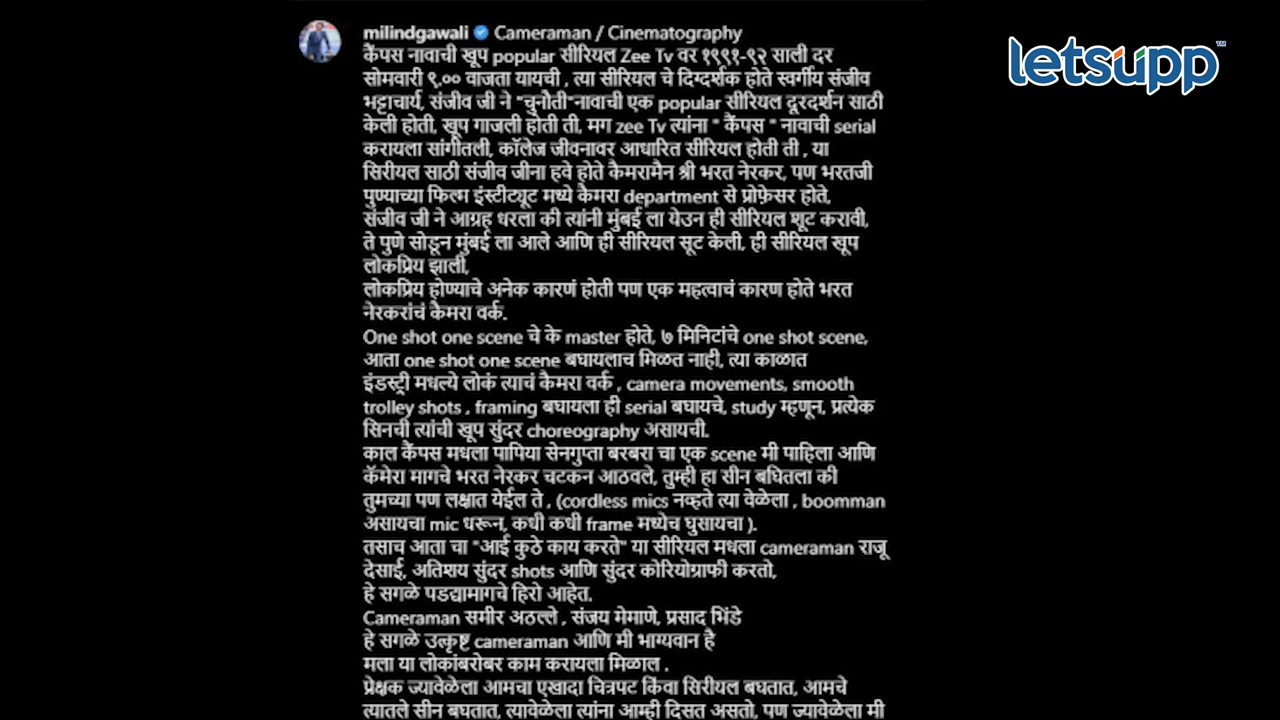 milindgawali Cameraman / Cinematography
कैंपस नावाची खूप popular सीरियल Zee Tv वर १९९१-९२ साली दर
सोमवारी ९.०० वाजता यायची , त्या सीरियल चे दिग्दर्शक होते स्वर्गीय संजीव
भट्टाचार्य, संजीव जी ने "चुनौती"नावाची एक popular सीरियल दूरदर्शन साठी
केली होती, खूप गाजली होती ती, मग zee Tv त्यांना " कैंपस " नावाची serial
करायला सांगीतली, कॉलेज जीवनावर आधारित सीरियल होती ती , या
सिरीयल साठी संजीव जीना हवे होते कैमरामैन श्री भरत नेरकर, पण भरतजी
पुण्याच्या फिल्म इंस्टीट्यूट मध्ये कैमरा department से प्रोफ़ेसर होते,
संजीव जी ने आग्रह धरला की त्यांनी मुंबई ला येउन ही सीरियल शूट करावी,
ते पुणे सोडून मुंबई ला आले आणि ही सीरियल सूट केली, ही सीरियल खूप
लोकप्रिय झाली,
लोकप्रिय होण्याचे अनेक कारणं होती पण एक महत्वाचं कारण होते भरत
नेरकरांचं कैमरा वर्क.
One shot one scene चे के master होते, ७ मिनिटांचे one shot scene,
आता one shot one scene बघायलाच मिळत नाही, त्या काळात
इंडस्ट्री मधल्ये लोकं त्याचं कैमरा वर्क , camera movements, smooth
trolley shots , framing बघायला ही serial बघायचे, study म्हणून, प्रत्येक
सिनची त्यांची खूप सुंदर choreography असायची.
काल कैंपस मधला पापिया सेनगुप्ता बरबरा चा एक scene मी पाहिला आणि
कॅमेरा मागचे भरत नेरकर चटकन आठवले, तुम्ही हा सीन बघितला की
तुमच्या पण लक्षात येईल ते , (cordless mics नव्हते त्या वेळेला , boomman
असायचा mic धरून, कधी कधी frame मध्येच घुसायचा ).
तसाच आता चा "आई कुठे काय करते" या सीरियल मधला cameraman राजू
देसाई, अतिशय सुंदर shots आणि सुंदर कोरियोग्राफी करतो,
हे सगळे पडद्यामागचे हिरो आहेत.
Cameraman समीर अठल्ले , संजय मेमाणे, प्रसाद भिंडे
हे सगळे उत्कृष्ट cameraman आणि मी भाग्यवान है
मला या लोकांबरोबर काम करायला मिळाल .
प्रेक्षक ज्यावेळेला आमचा एखादा चित्रपट किंवा सिरीयल बघतात, आमचे
त्यातले सीन बघतात, त्यावेळेला त्यांना आम्ही दिसत असतो, पण ज्यावेळेला मी
letsupp™